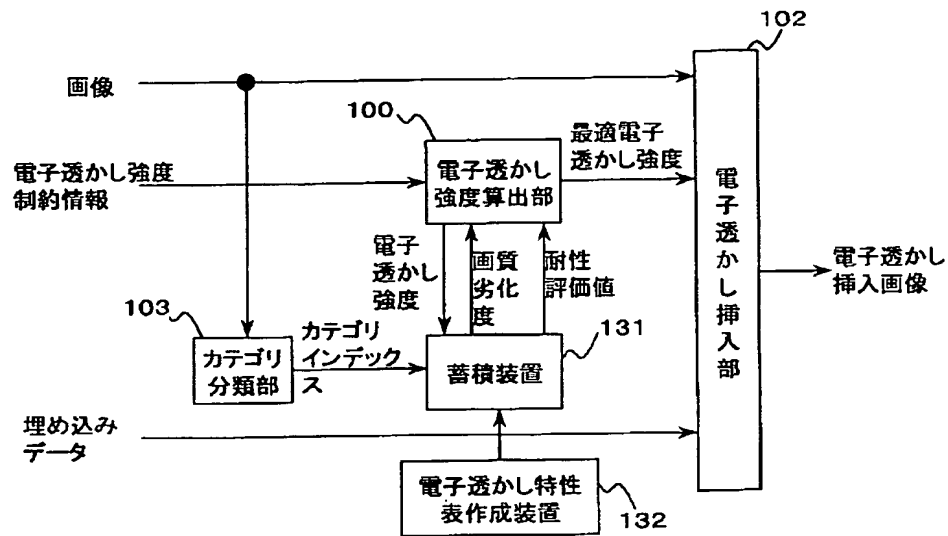 102
画像
100
最適電子
透かし強度
電子透かし強度
制約情報
電子透かし
強度算出部
電子透かし挿入部
電子
透かし
強度
画質
劣化
度
耐性
評価値
電子透かし
挿入画像
103
カテゴリ
インデック
ス
131
カテゴリ
分類部
蓄積装置
埋め込み
データ
電子透かし特性
表作成装置
132